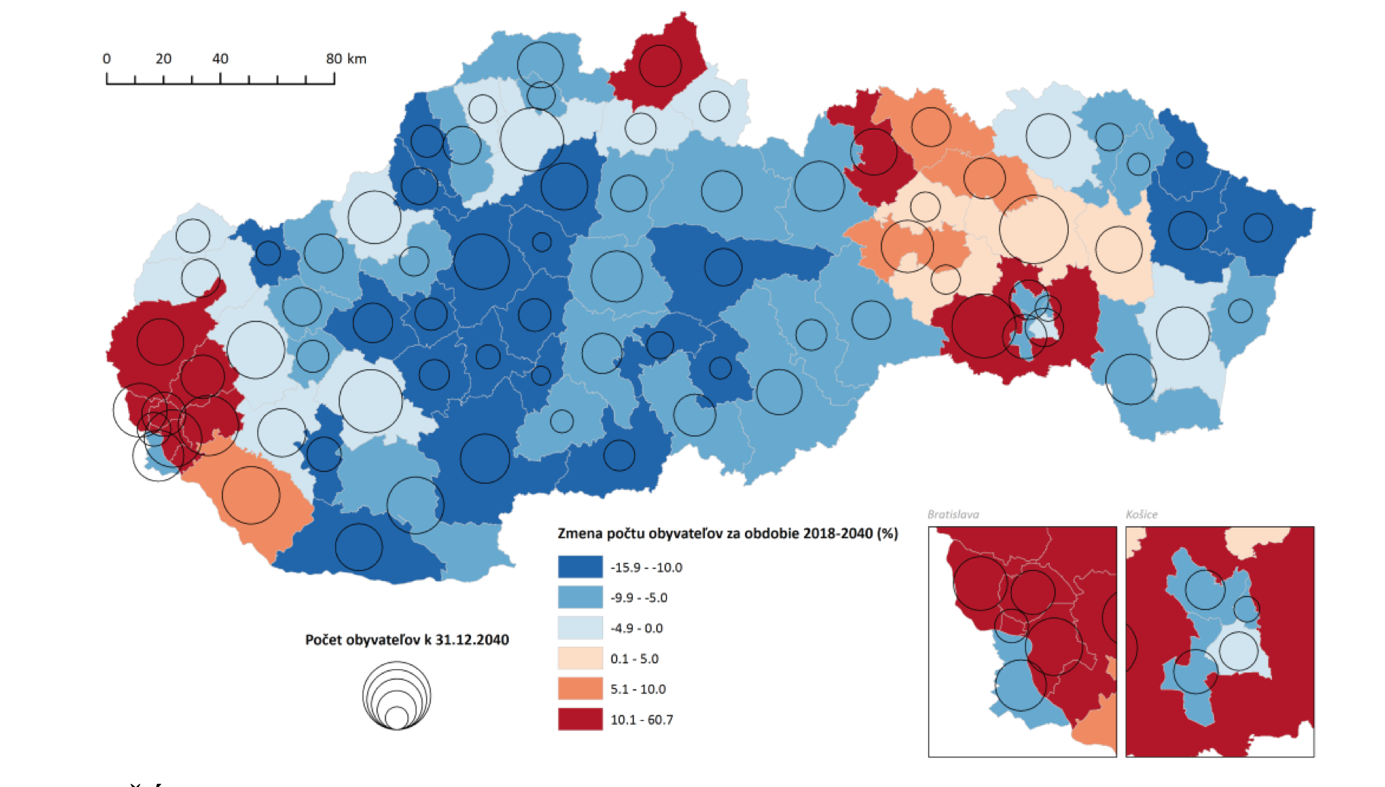 0 20 40 80 km
Zmena počtu obyvateľov za obdobie 2018-2040 (%)
-15.9 - -10.0
-9.9 - -5.0
-4.9 - 0.0
0.1 - 5.0
5.1 - 10.0
10.1 - 60.7
Počet obyvateľov k 31.12.2040
Bratislava
Košice